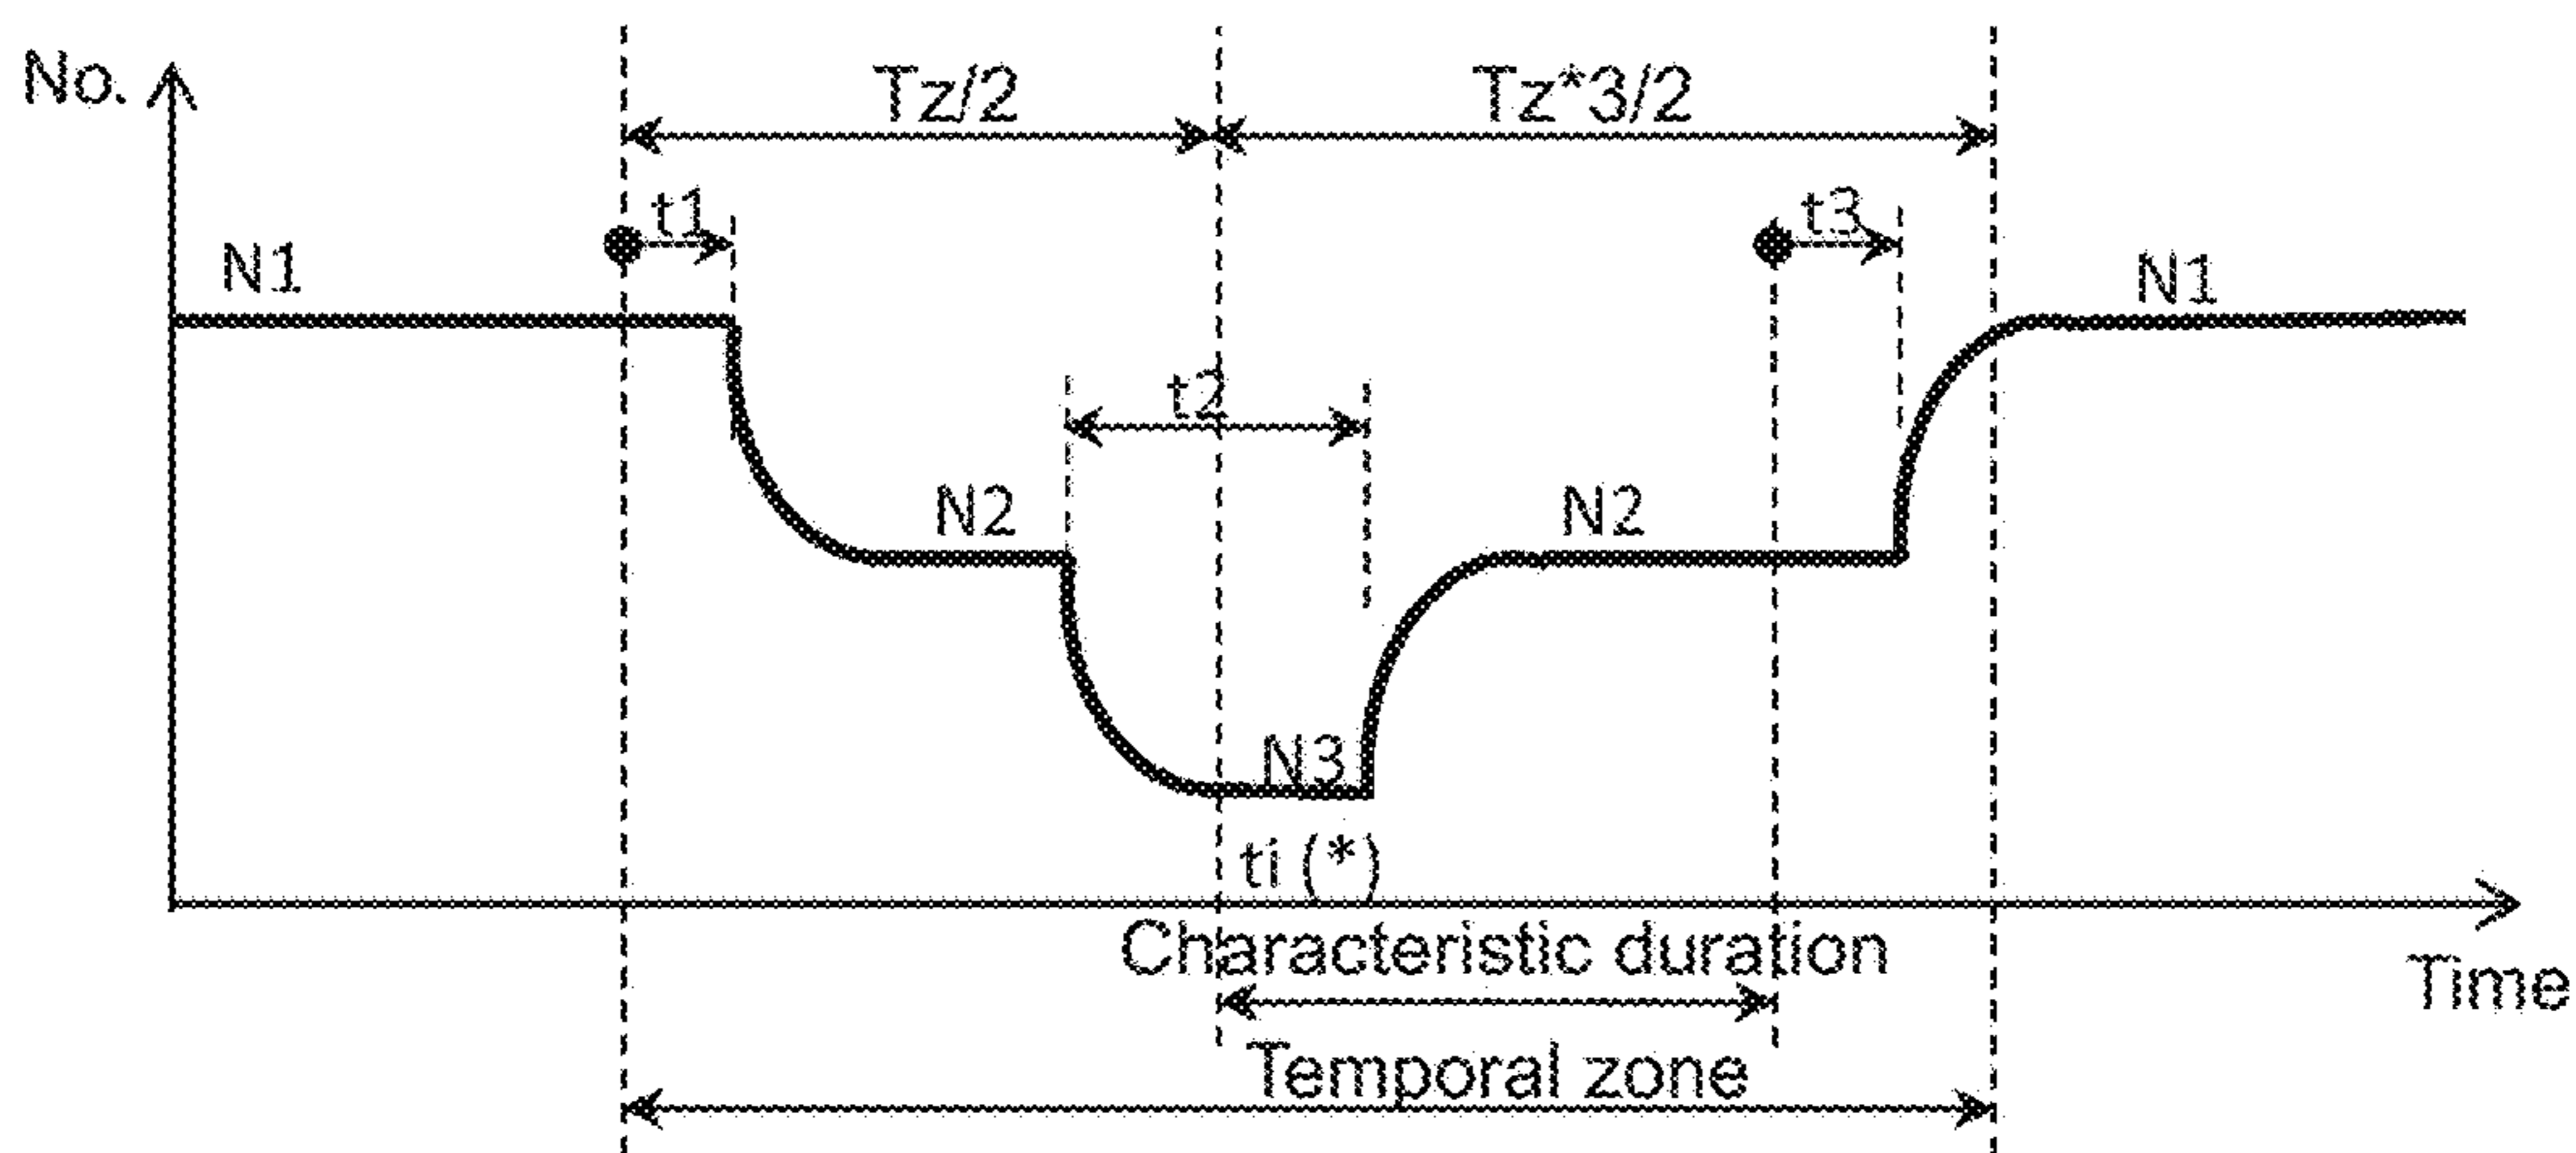 No.
Tz/2
Tz*3/2
t1
t3
N1
N1
t2
N2
N2
N3
ti (*)
Characteristic duration
Time
Temporal zone